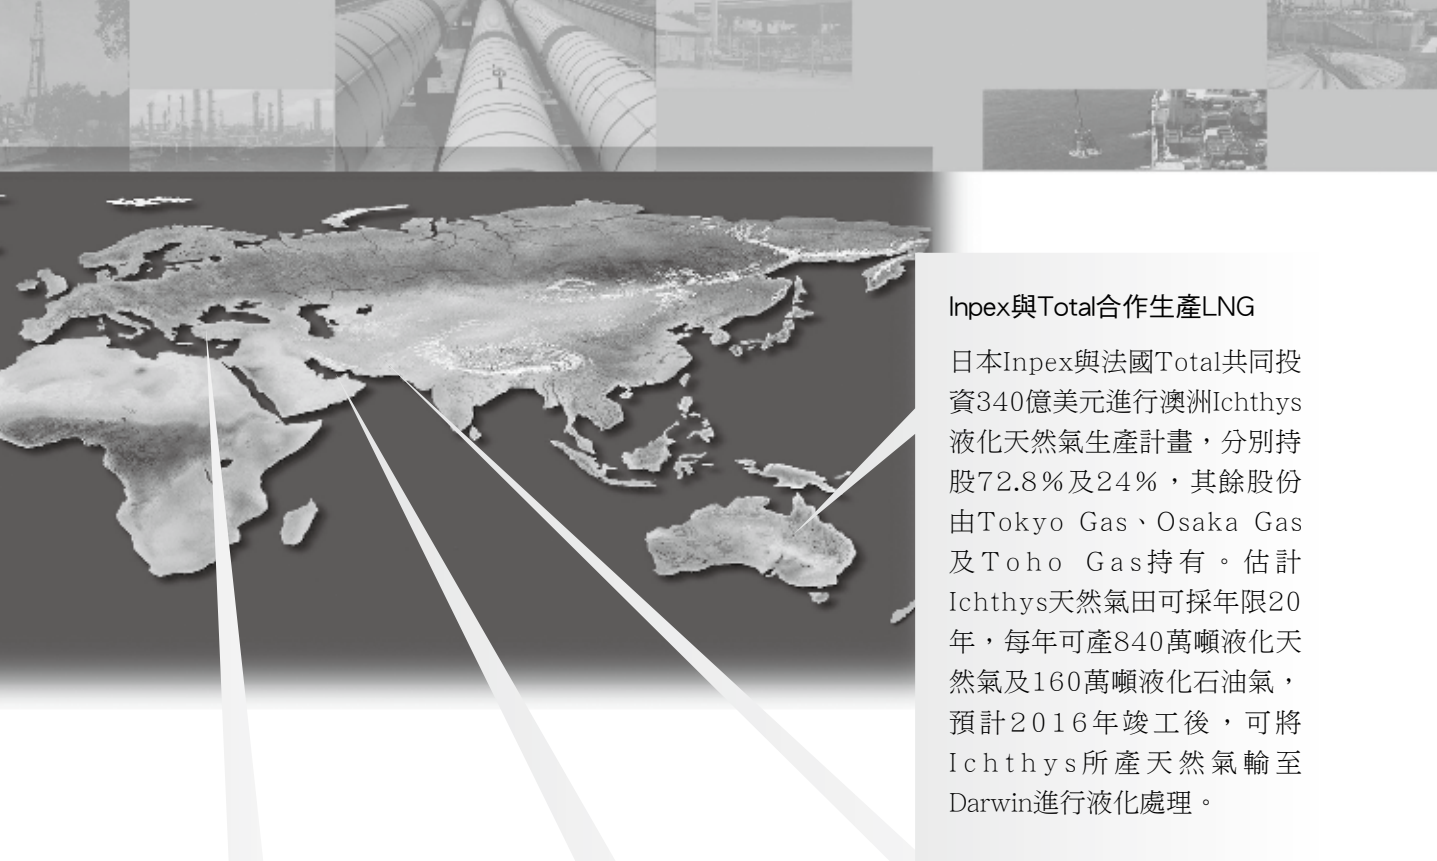 Inpex與Total合作生產LNG
日本Inpex與法國Total共同投
資340億美元進行澳洲Ichthys
液化天然氣生產計畫，分別持
股72.8%及24%，其餘股份
由Tokyo Gas、Osaka Gas
及Toho Gas持有。估計
Ichthys天然氣田可採年限20
年，每年可產840萬噸液化天
然氣及160萬噸液化石油氣，
預計2016年竣工後，可將
Ichthys所產天然氣輸至
Darwin進行液化處理。